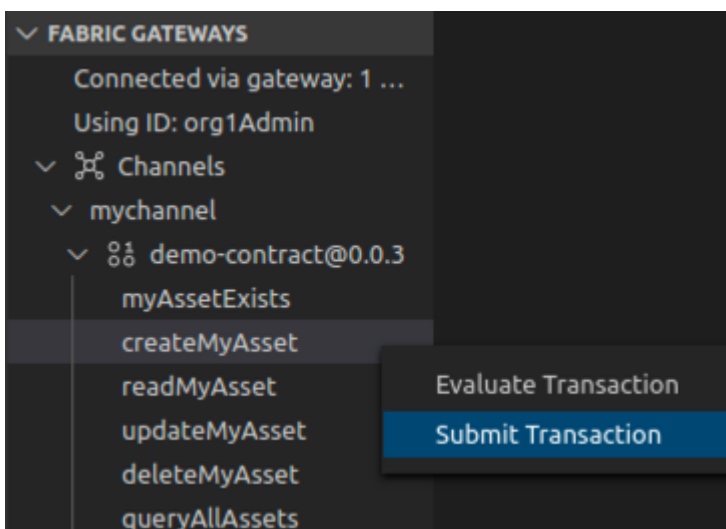 FABRIC GATEWAYS
Connected via gateway: 1 ...
Using ID: org1Admin
Channels
mychannel
demo-contract@0.0.3
myAssetExists
createMyAsset
readMyAsset
Evaluate Transaction
updateMyAsset
Submit Transaction
deleteMyAsset
queryAllAssets